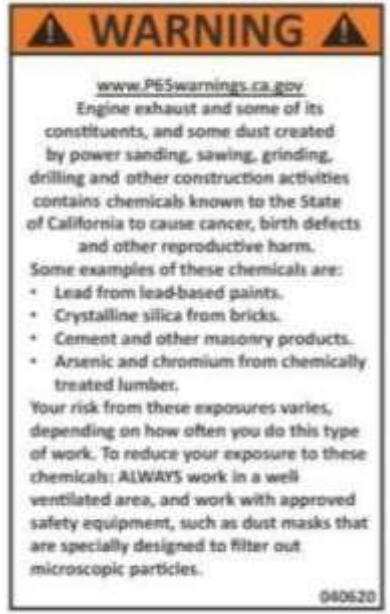 WARNING
www.P65warnings.ca.gov
Engine exhaust and some of its
constituents, and some dust created
by power sanding, sawing, grinding,
drilling and other construction activities
contains chemicals known to the State
of California to cause cancer, birth defects
and other reproductive harm.
Some examples of these chemicals are:
• Lead from lead-based paints.
• Crystalline silica from bricks.
• Cement and other masonry products.
• Arsenic and chromium from chemically
treated lumber.
Your risk from these exposures varies,
depending on how often you do this type
of work. To reduce your exposure to these
chemicals: ALWAYS work in a well
ventilated area, and work with approved
safety equipment, such as dust masks that
are specially designed to filter out
microscopic particles.
040620